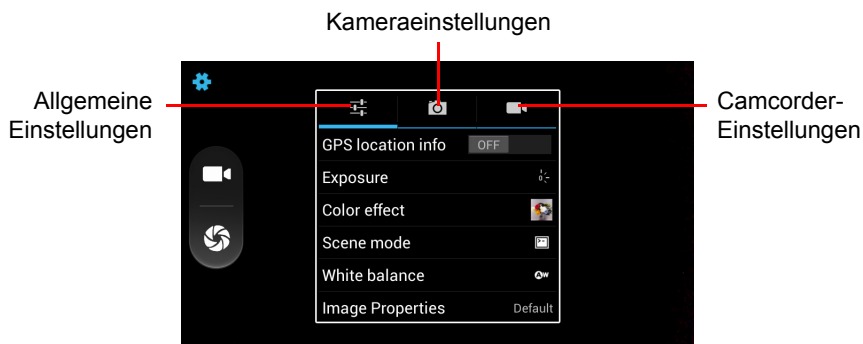 Kameraeinstellungen
Allgemeine
Einstellungen
Camcorder-
Einstellungen
GPS location info OFF
Exposure
Color effect
Scene mode
White balance
Image Properties Default